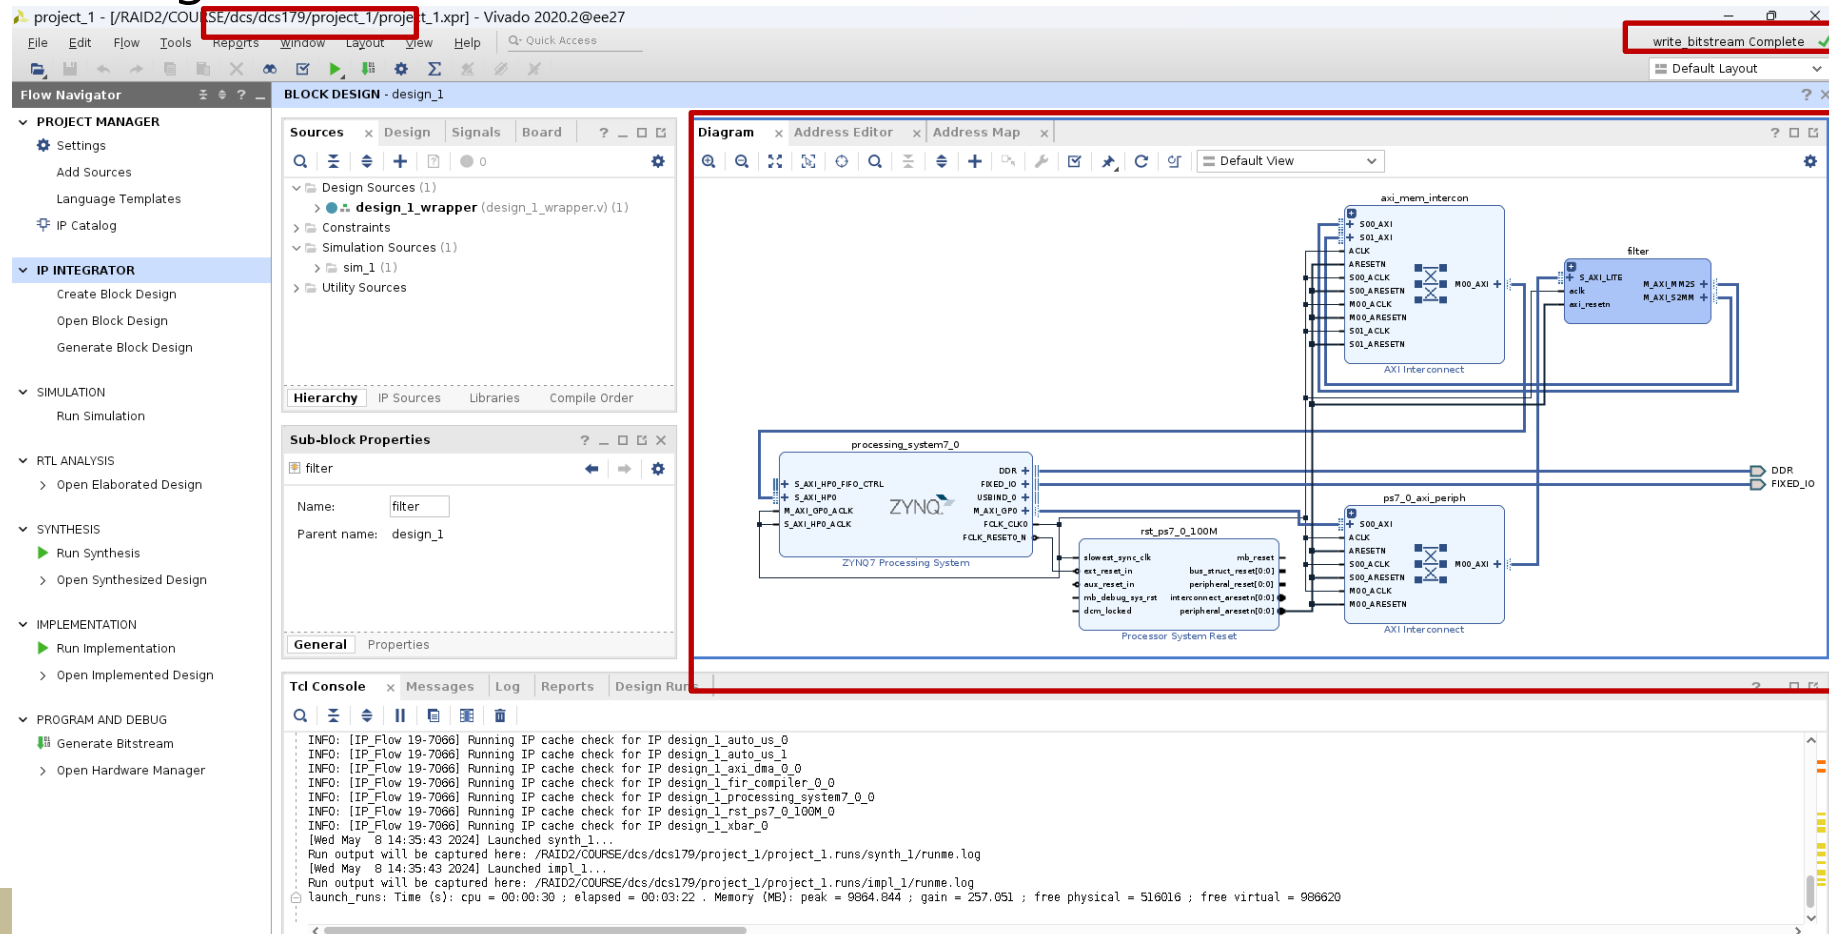 project_1 - [/RAID2/COURSE/dcs/dcs179/project_1/project_1.xpr] - Vivado 2020.2@ee27
File Edit Flow Tools Reports Window Layout View Help Q- Quick Access
write_bitstream Complete
Default Layout
Flow Navigator
PROJECT MANAGER
Settings
Add Sources
Language Templates
IP Catalog
IP INTEGRATOR
Create Block Design
Open Block Design
Generate Block Design
SIMULATION
Run Simulation
RTL ANALYSIS
Open Elaborated Design
SYNTHESIS
Run Synthesis
Open Synthesized Design
IMPLEMENTATION
Run Implementation
Open Implemented Design
PROGRAM AND DEBUG
Generate Bitstream
Open Hardware Manager
BLOCK DESIGN - design_1
Sources Design Signals Board
0
Design Sources (1)
design_1_wrapper (design_1_wrapper.v) (1)
Constraints
Simulation Sources (1)
sim_1 (1)
Utility Sources
Hierarchy IP Sources Libraries Compile Order
Sub-block Properties
filter
Name: filter
Parent name: design_1
General Properties
Diagram Address Editor Address Map
Default View
axi_mem_intercon
S00_AXI
S01_AXI
ACLK
ARESETN
S00_ACLK
S00_ARESETN
M00_ACLK
M00_ARESETN
S01_ACLK
S01_ARESETN
M00_AXI
AXI Interconnect
filter
S_AXI_LITE
aclk
axi_resetn
M_AXI_MM2S
M_AXI_S2MM
processing_system7_0
S_AXI_HP0_FIFO_CTRL
S_AXI_HP0
M_AXI_GP0_ACLK
S_AXI_HP0_ACLK
ZYNQ
DDR
FIXED_IO
USBIND_0
M_AXI_GP0
FCLK_CLK0
FCLK_RESET0_N
ZYNQ7 Processing System
DDR
FIXED_IO
rst_ps7_0_100M
slowest_sync_clk
ext_reset_in
aux_reset_in
mb_debug_sys_rst
dcm_locked
mb_reset
bus_struct_reset[0:0]
peripheral_reset[0:0]
interconnect_aresetn[0:0]
peripheral_aresetn[0:0]
Processor System Reset
ps7_0_axi_periph
S00_AXI
ACLK
ARESETN
S00_ACLK
S00_ARESETN
M00_ACLK
M00_ARESETN
M00_AXI
AXI Interconnect
Tcl Console Messages Log Reports Design Runs
INFO: [IP_Flow 19-7066] Running IP cache check for IP design_1_auto_us_0
INFO: [IP_Flow 19-7066] Running IP cache check for IP design_1_auto_us_1
INFO: [IP_Flow 19-7066] Running IP cache check for IP design_1_axi_dma_0_0
INFO: [IP_Flow 19-7066] Running IP cache check for IP design_1_fir_compiler_0_0
INFO: [IP_Flow 19-7066] Running IP cache check for IP design_1_processing_system7_0_0
INFO: [IP_Flow 19-7066] Running IP cache check for IP design_1_rst_ps7_0_100M_0
INFO: [IP_Flow 19-7066] Running IP cache check for IP design_1_xbar_0
[Wed May  8 14:35:43 2024] Launched synth_1...
Run output will be captured here: /RAID2/COURSE/dcs/dcs179/project_1/project_1.runs/synth_1/runme.log
[Wed May  8 14:35:43 2024] Launched impl_1...
Run output will be captured here: /RAID2/COURSE/dcs/dcs179/project_1/project_1.runs/impl_1/runme.log
launch_runs: Time (s): cpu = 00:00:30 ; elapsed = 00:03:22 . Memory (MB): peak = 9864.844 ; gain = 257.051 ; free physical = 516016 ; free virtual = 986620